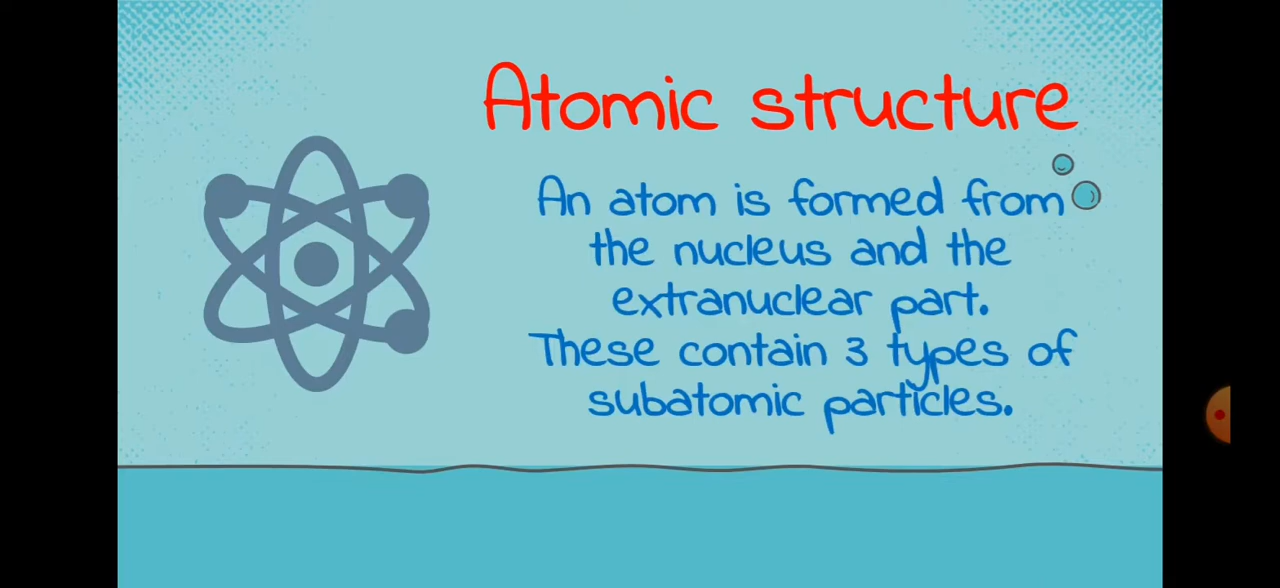 Atomic structure
An atom is formed from
the nucleus and the
extranuclear part.
These contain 3 types of
subatomic particles.